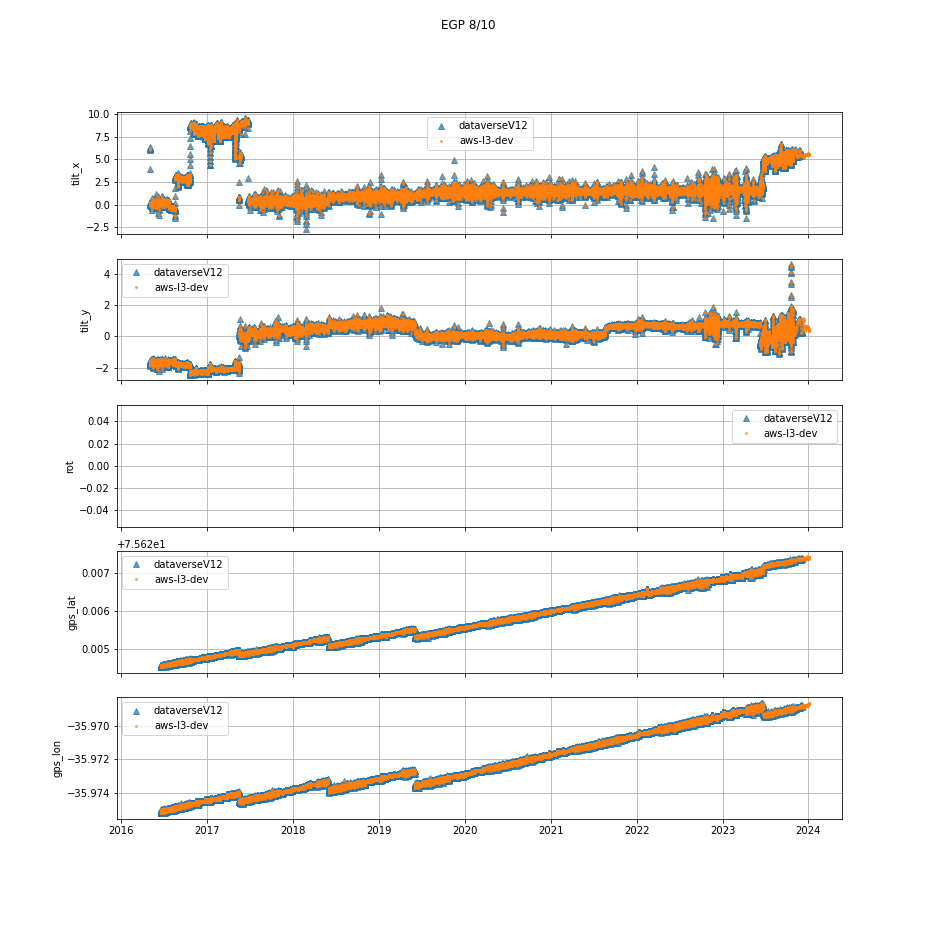 EGP 8/10
10.0
7.5
5.0
2.5
0.0
−2.5
tilt_x
dataverseV12
aws-l3-dev
4
2
0
−2
tilt_y
dataverseV12
aws-l3-dev
0.04
0.02
0.00
−0.02
−0.04
rot
dataverseV12
aws-l3-dev
+7.562e1
0.007
0.006
0.005
gps_lat
dataverseV12
aws-l3-dev
−35.970
−35.972
−35.974
gps_lon
dataverseV12
aws-l3-dev
2016 2017 2018 2019 2020 2021 2022 2023 2024